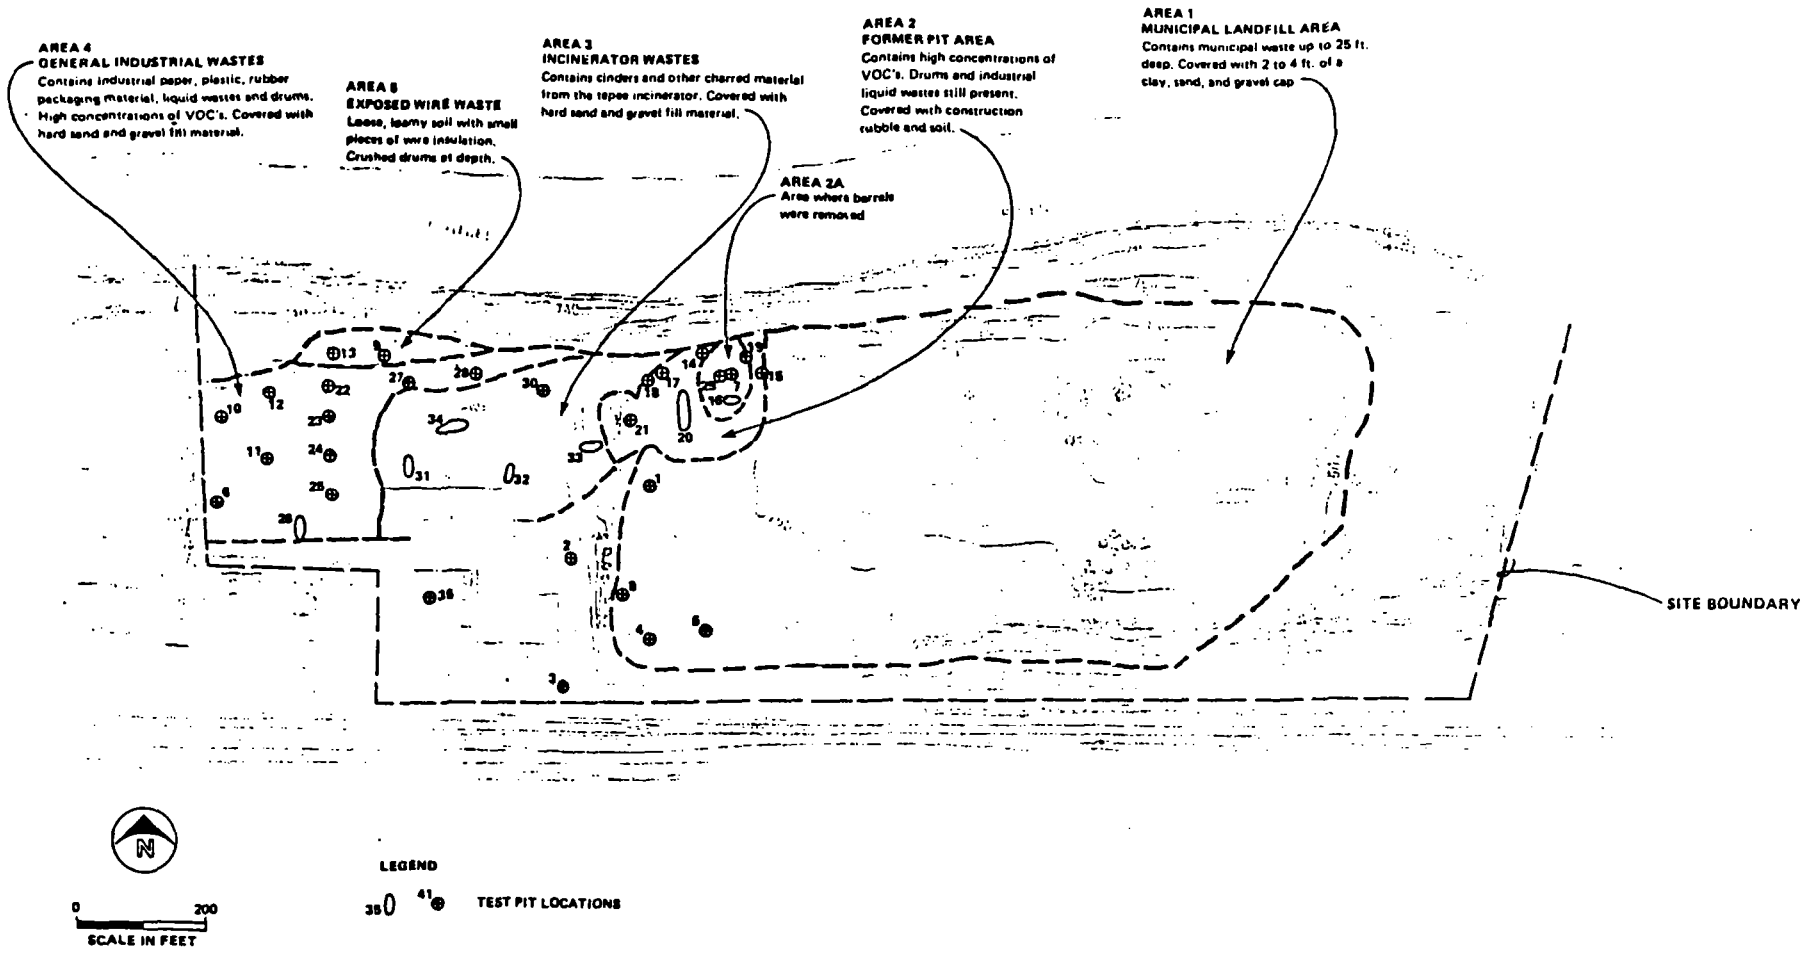 AREA 4
GENERAL INDUSTRIAL WASTES
Contains industrial paper, plastic, rubber
packaging material, liquid wastes and drums.
High concentrations of VOC's. Covered with
hard sand and gravel fill material.
AREA 5
EXPOSED WIRE WASTE
Loose, loamy soil with small
pieces of wire insulation.
Crushed drums at depth.
AREA 3
INCINERATOR WASTES
Contains cinders and other charred material
from the tepee incinerator. Covered with
hard sand and gravel fill material.
AREA 2
FORMER PIT AREA
Contains high concentrations of
VOC's. Drums and industrial
liquid wastes still present.
Covered with construction
rubble and soil.
AREA 1
MUNICIPAL LANDFILL AREA
Contains municipal waste up to 25 ft.
deep. Covered with 2 to 4 ft. of a
clay, sand, and gravel cap
AREA 2A
Area where barrels
were removed
13
9
14
19
15
10
12
22
27
28
30
18
17
7
16
23
34
21
20
11
24
33
31
32
1
6
25
26
2
35
8
4
5
3
SITE BOUNDARY
N
0
200
SCALE IN FEET
LEGEND
35
41
TEST PIT LOCATIONS